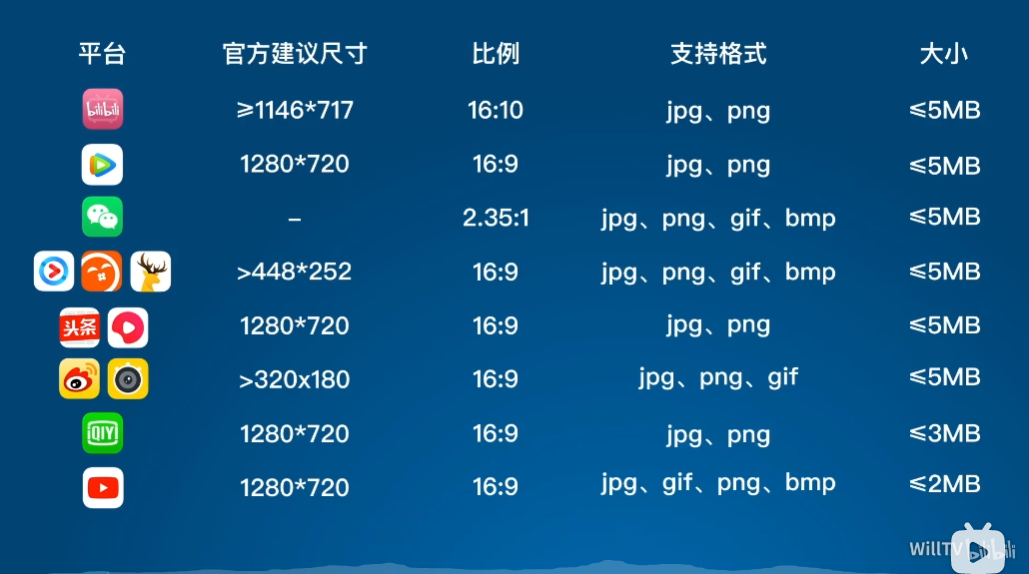 平台 官方建议尺寸 比例 支持格式 大小
bilibili ≥1146*717 16:10 jpg、png ≤5MB
1280*720 16:9 jpg、png ≤5MB
– 2.35:1 jpg、png、gif、bmp ≤5MB
>448*252 16:9 jpg、png、gif、bmp ≤5MB
头条 1280*720 16:9 jpg、png ≤5MB
>320x180 16:9 jpg、png、gif ≤5MB
iQIY 1280*720 16:9 jpg、png ≤3MB
1280*720 16:9 jpg、gif、png、bmp ≤2MB
WillTV bilibili